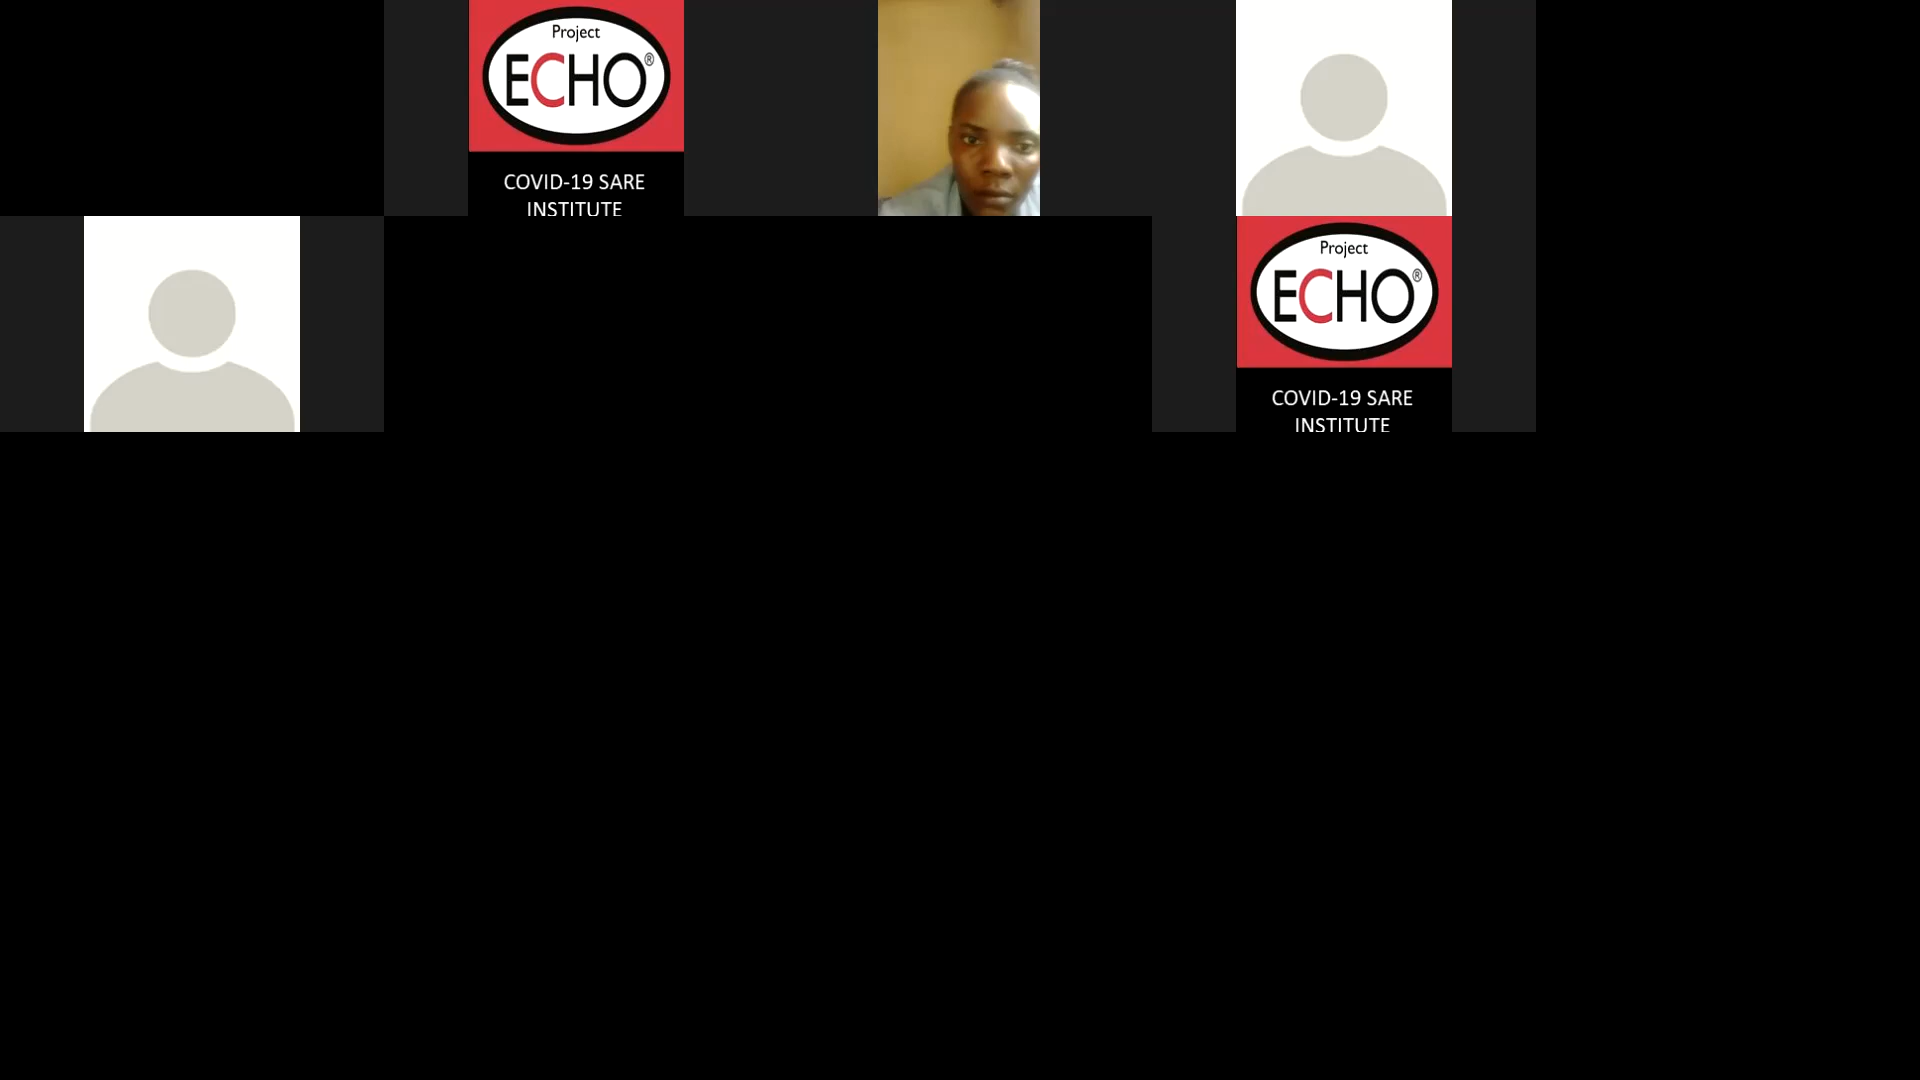 Project
ECHO®
COVID-19 SARE
INSTITUTE
Project
ECHO®
COVID-19 SARE
INSTITUTE